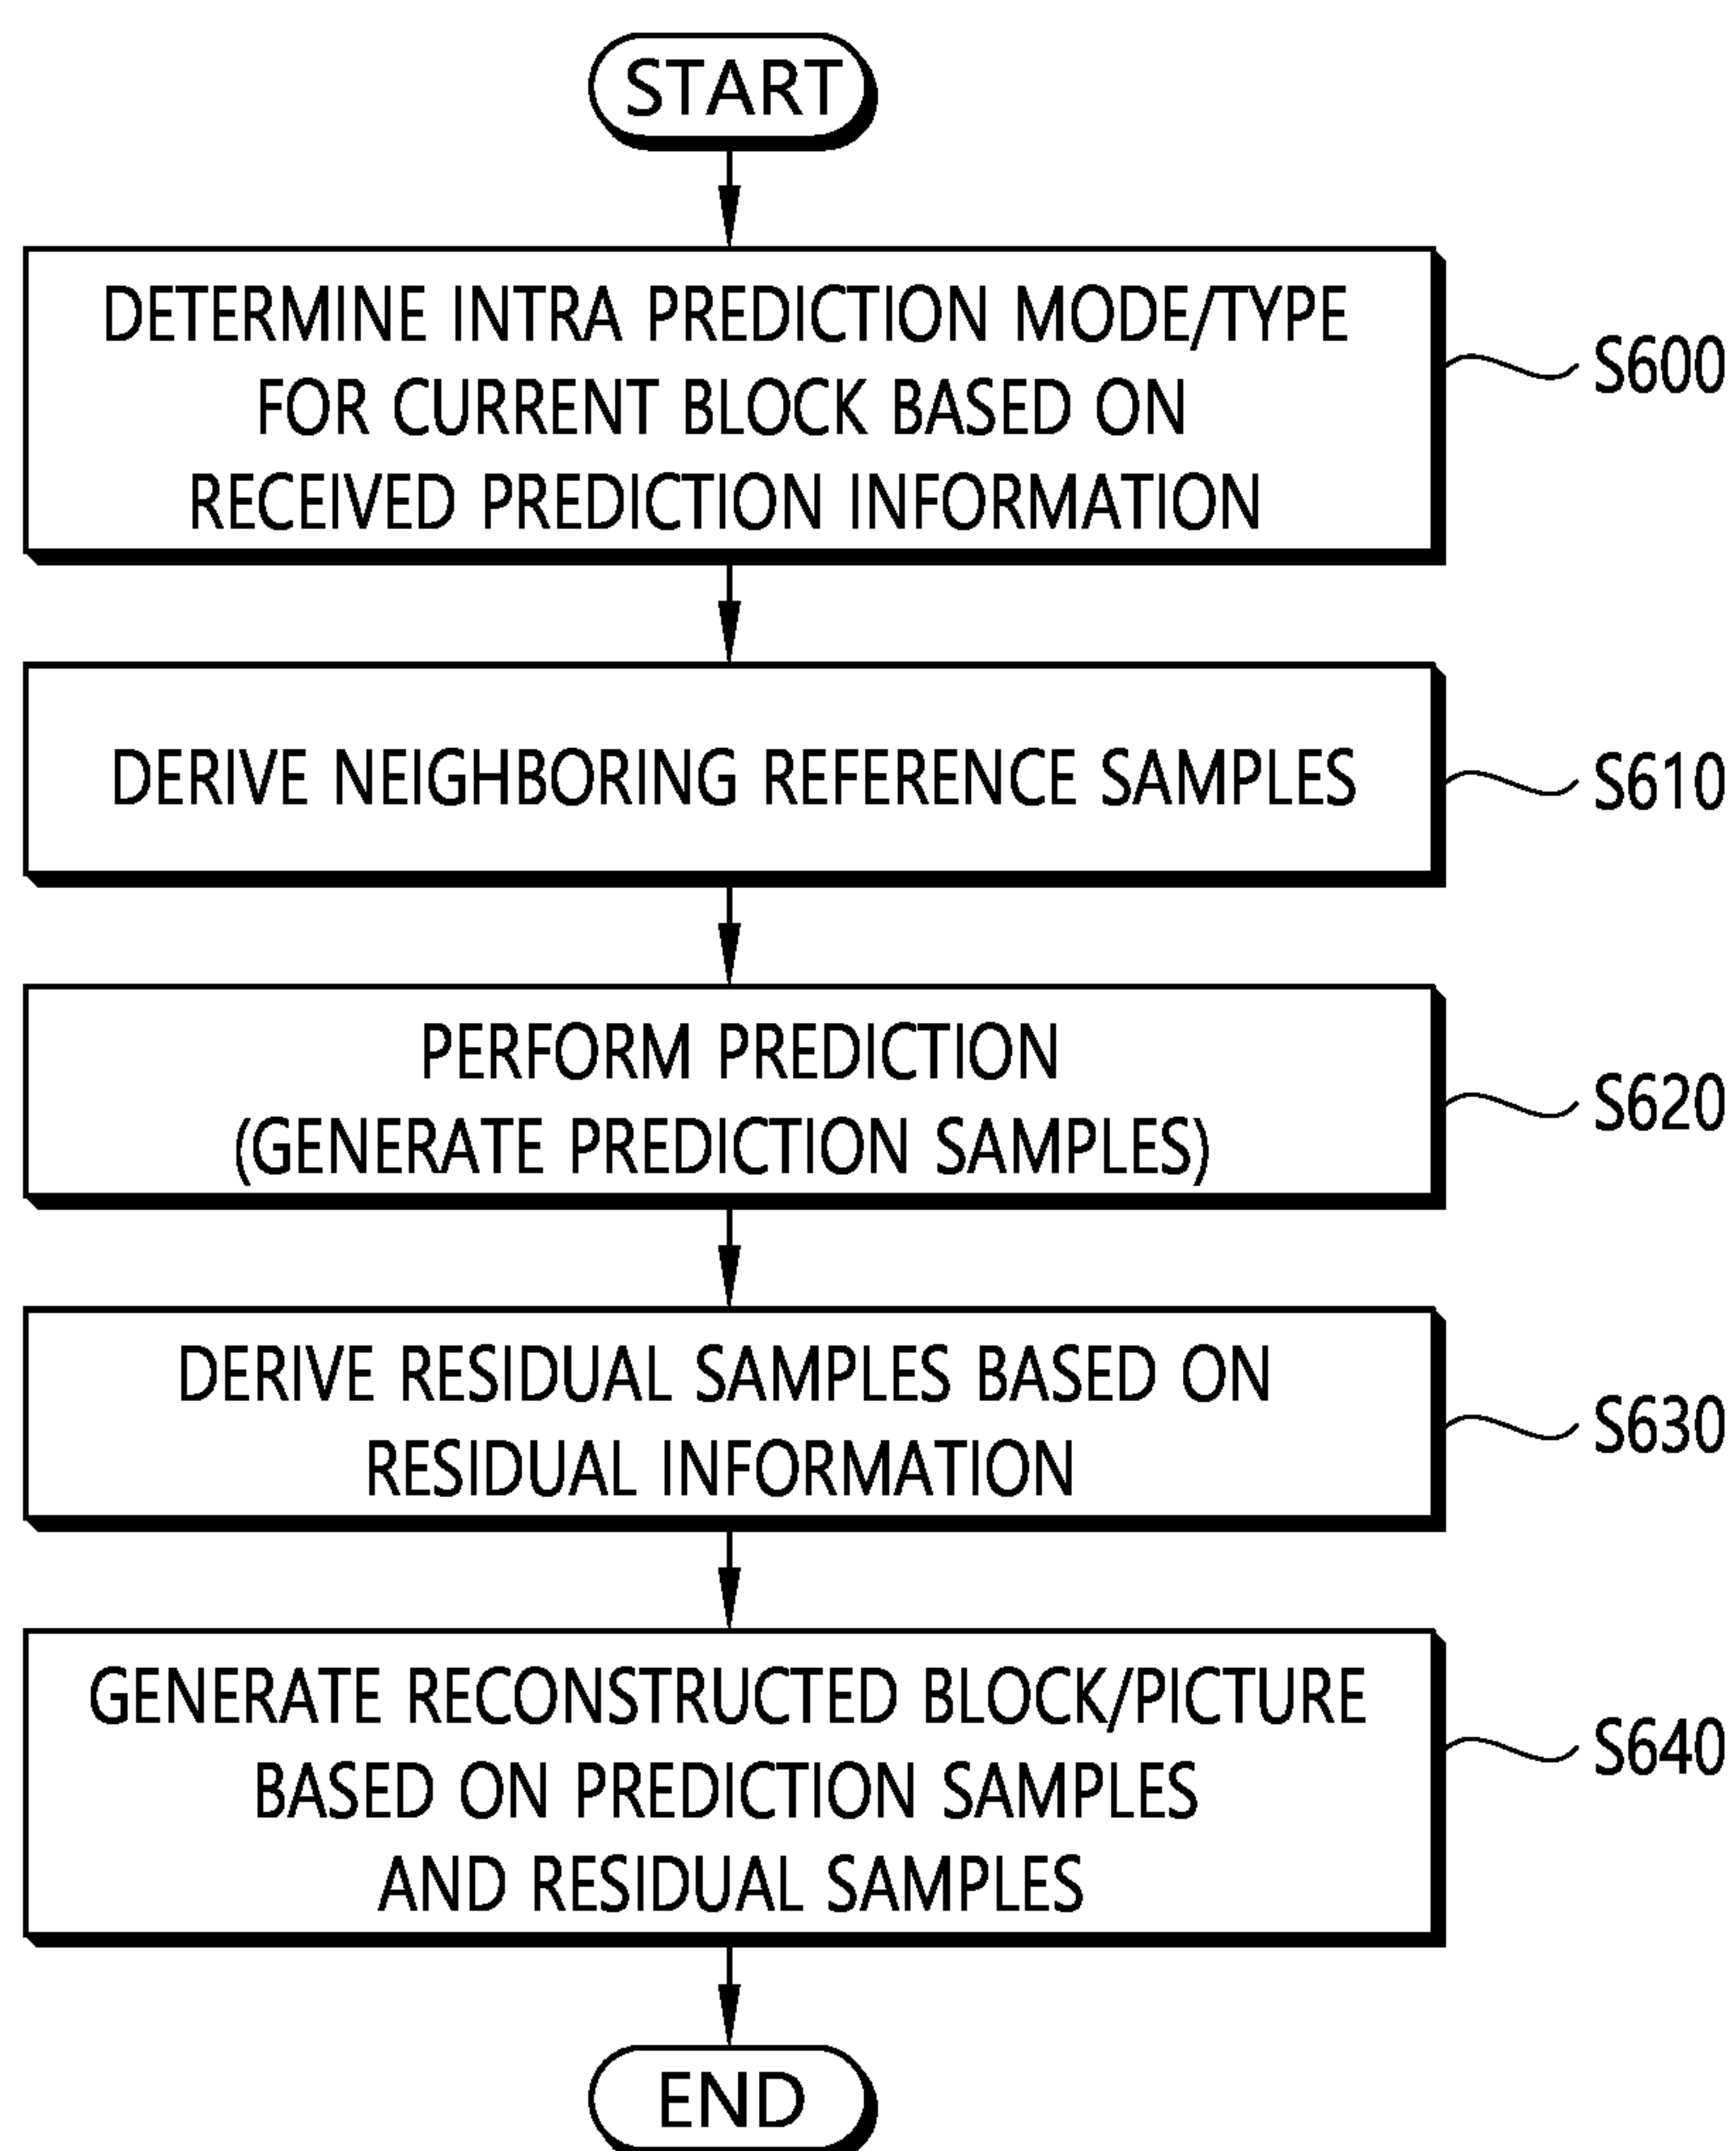 START
DETERMINE INTRA PREDICTION MODE/TYPE
FOR CURRENT BLOCK BASED ON
RECEIVED PREDICTION INFORMATION
S600
DERIVE NEIGHBORING REFERENCE SAMPLES
S610
PERFORM PREDICTION
(GENERATE PREDICTION SAMPLES)
S620
DERIVE RESIDUAL SAMPLES BASED ON
RESIDUAL INFORMATION
S630
GENERATE RECONSTRUCTED BLOCK/PICTURE
BASED ON PREDICTION SAMPLES
AND RESIDUAL SAMPLES
S640
END